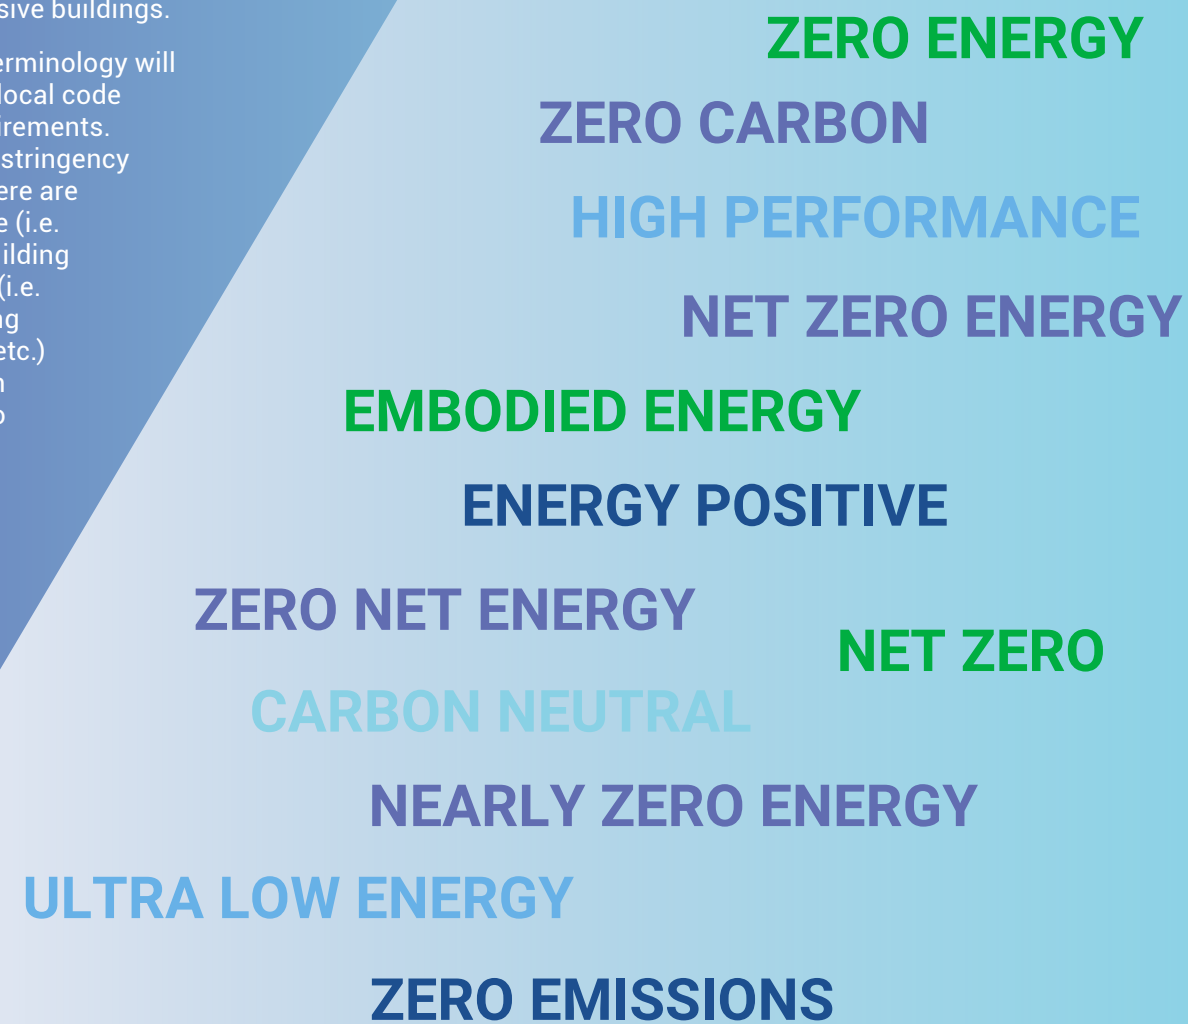 sive buildings.
erminology will
local code
irements.
stringency
ere are
e (i.e.
ilding
(i.e.
ng
etc.)
n
o
ZERO ENERGY
ZERO CARBON
HIGH PERFORMANCE
NET ZERO ENERGY
EMBODIED ENERGY
ENERGY POSITIVE
ZERO NET ENERGY
NET ZERO
CARBON NEUTRAL
NEARLY ZERO ENERGY
ULTRA LOW ENERGY
ZERO EMISSIONS